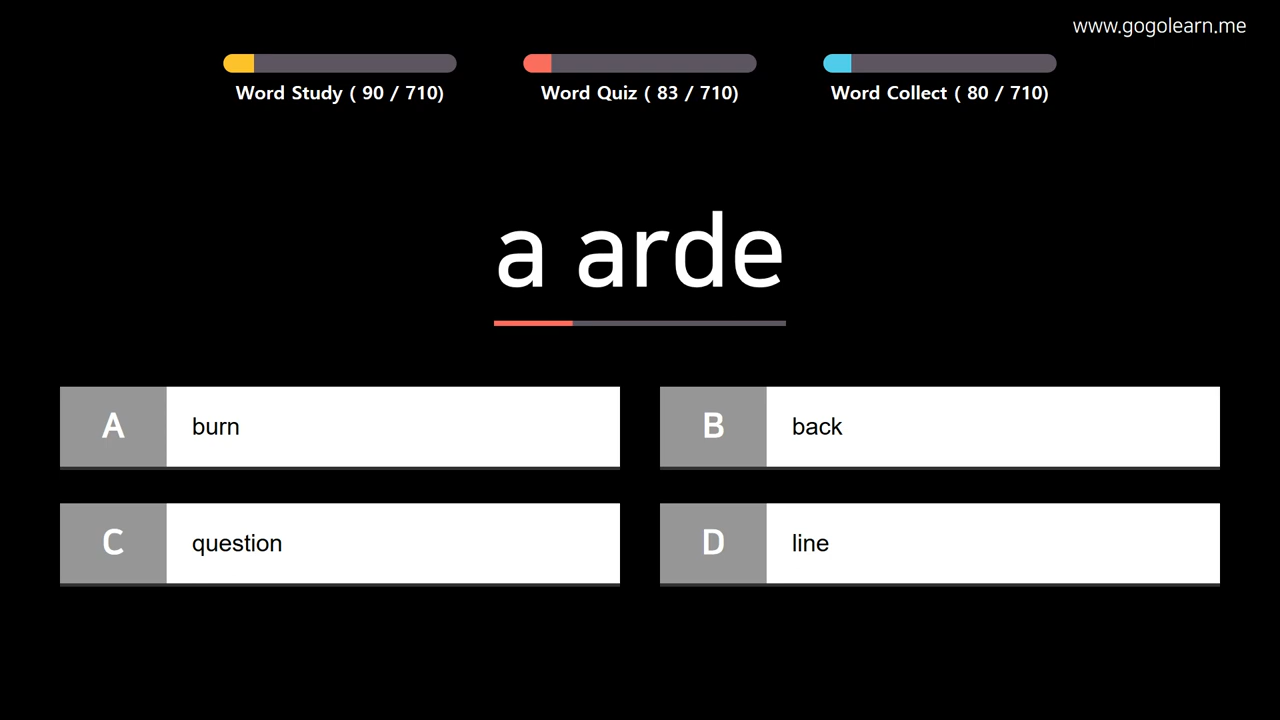 www.gogolearn.me
Word Study ( 90 / 710)
Word Quiz ( 83 / 710)
Word Collect ( 80 / 710)
a arde
A
burn
B
back
C
question
D
line